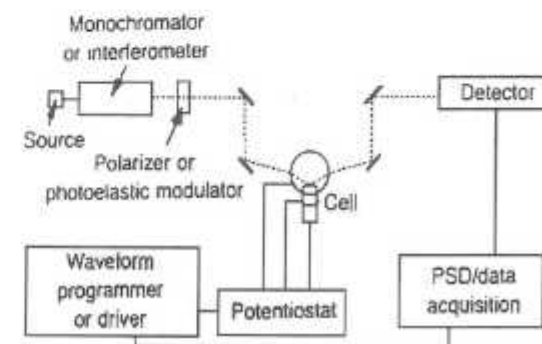 Monochromator
or interferometer
Source
Polarizer or
photoelastic modulator
Detector
Cell
Waveform
programmer
or driver
Potentiostat
PSD/data
acquisition